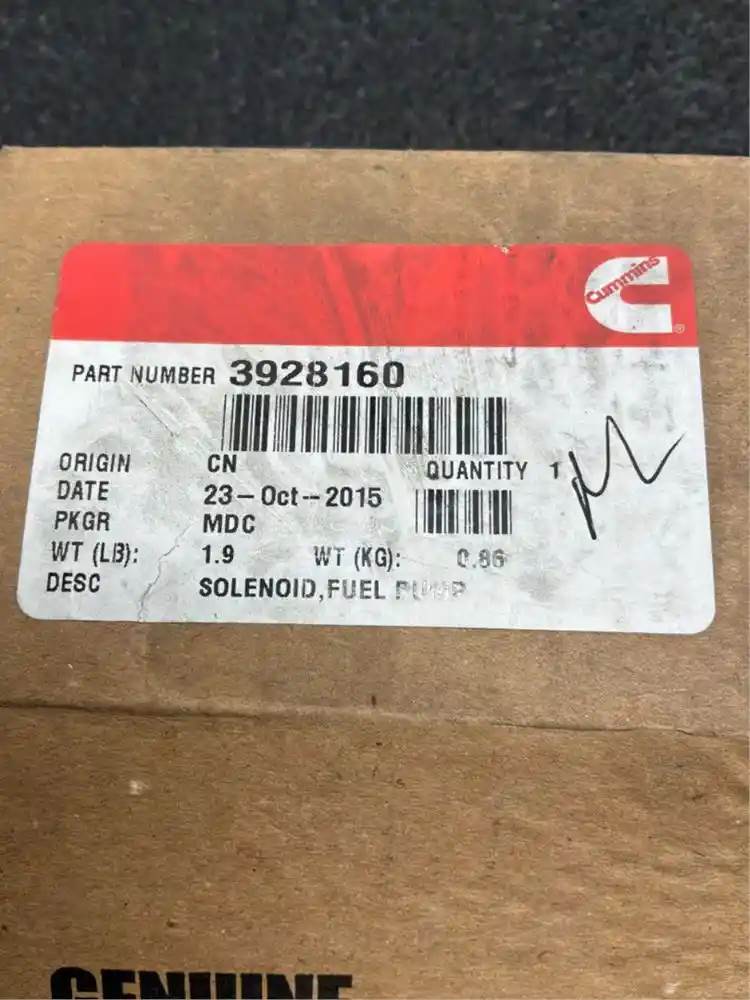 Cummins
®
PART NUMBER 3928160
ORIGIN CN QUANTITY 1
DATE 23-Oct-2015
PKGR MDC
WT (LB): 1.9 WT (KG): 0.86
DESC SOLENOID,FUEL PUMP
GENUINE